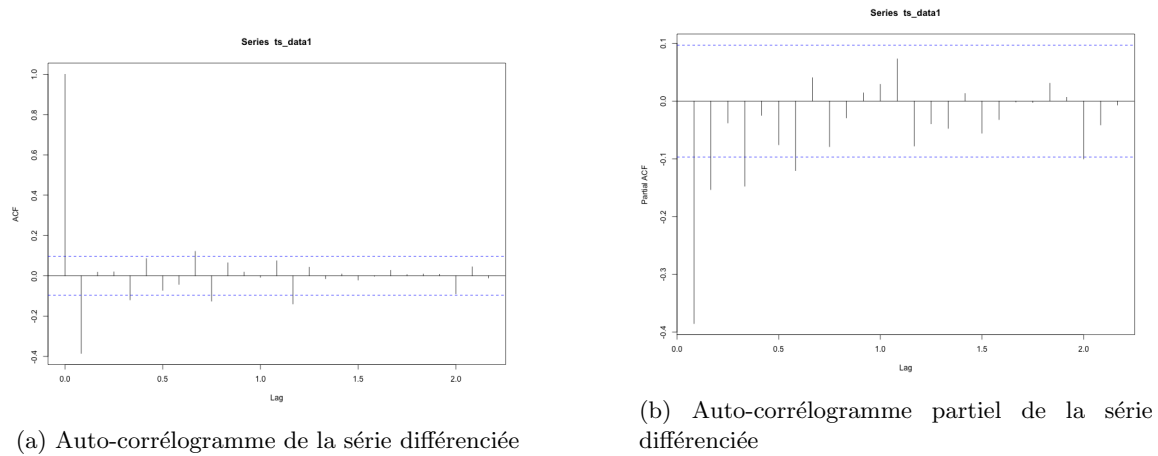 Series ts_data1
ACF
1.0
0.8
0.6
0.4
0.2
0.0
-0.2
-0.4
0.0 0.5 1.0 1.5 2.0
Lag
(a) Auto-corrélogramme de la série différenciée
Series ts_data1
Partial ACF
0.1
0.0
-0.1
-0.2
-0.3
-0.4
0.0 0.5 1.0 1.5 2.0
Lag
(b) Auto-corrélogramme partiel de la série
différenciée